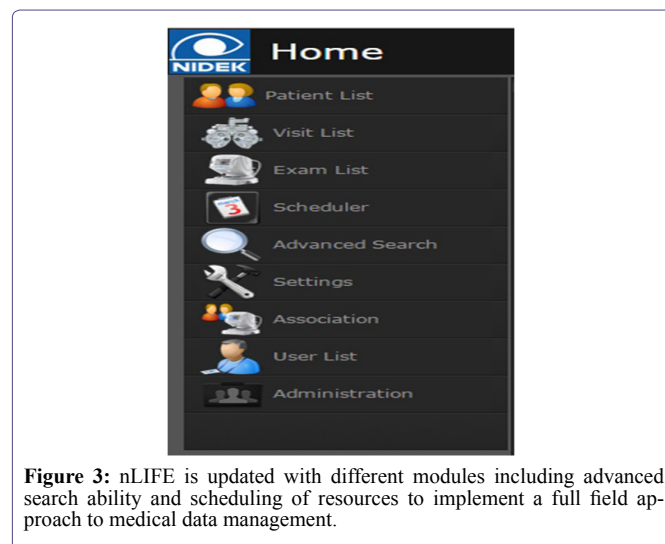 NIDEK
Home
Patient List
Visit List
Exam List
3
Scheduler
Advanced Search
Settings
Association
User List
Administration
Figure 3: nLIFE is updated with different modules including advanced
search ability and scheduling of resources to implement a full field ap-
proach to medical data management.